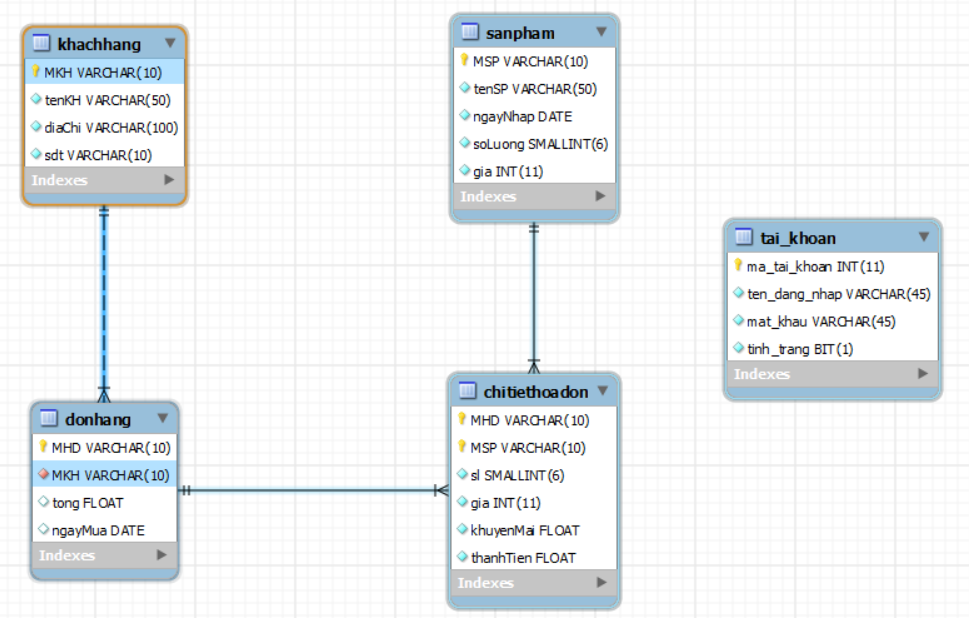 khachhang
MKH VARCHAR(10)
tenKH VARCHAR(50)
diaChi VARCHAR(100)
sdt VARCHAR(10)
Indexes
sanpham
MSP VARCHAR(10)
tenSP VARCHAR(50)
ngayNhap DATE
soLuong SMALLINT(6)
gia INT(11)
Indexes
tai_khoan
ma_tai_khoan INT(11)
ten_dang_nhap VARCHAR(45)
mat_khau VARCHAR(45)
tinh_trang BIT(1)
Indexes
donhang
MHD VARCHAR(10)
MKH VARCHAR(10)
tong FLOAT
ngayMua DATE
Indexes
chitiethoadon
MHD VARCHAR(10)
MSP VARCHAR(10)
sl SMALLINT(6)
gia INT(11)
khuyenMai FLOAT
thanhTien FLOAT
Indexes